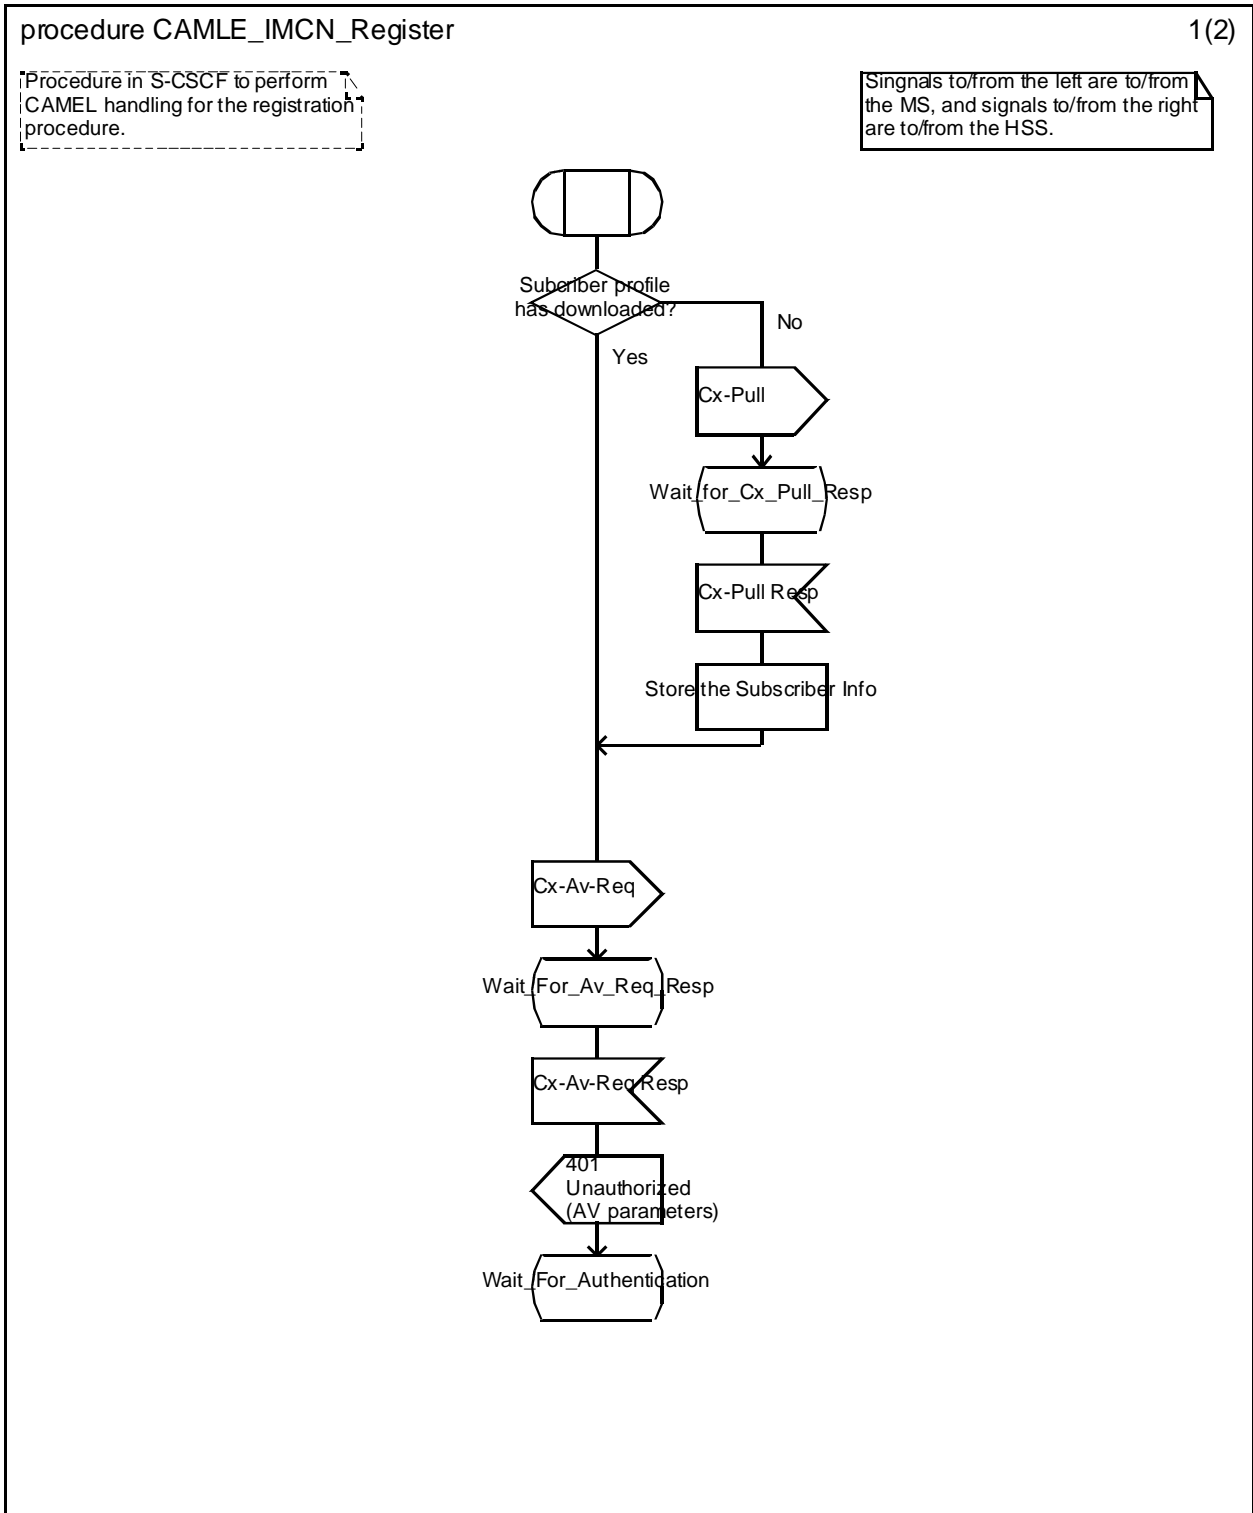 procedure CAMLE_IMCN_Register
1(2)
Procedure in S-CSCF to perform
CAMEL handling for the registration
procedure.
Singnals to/from the left are to/from
the MS, and signals to/from the right
are to/from the HSS.
Subcriber profile
has downloaded?
No
Yes
Cx-Pull
Wait_for_Cx_Pull_Resp
Cx-Pull Resp
Store the Subscriber Info
Cx-Av-Req
Wait_For_Av_Req_Resp
Cx-Av-Req Resp
401
Unauthorized
(AV parameters)
Wait_For_Authentication